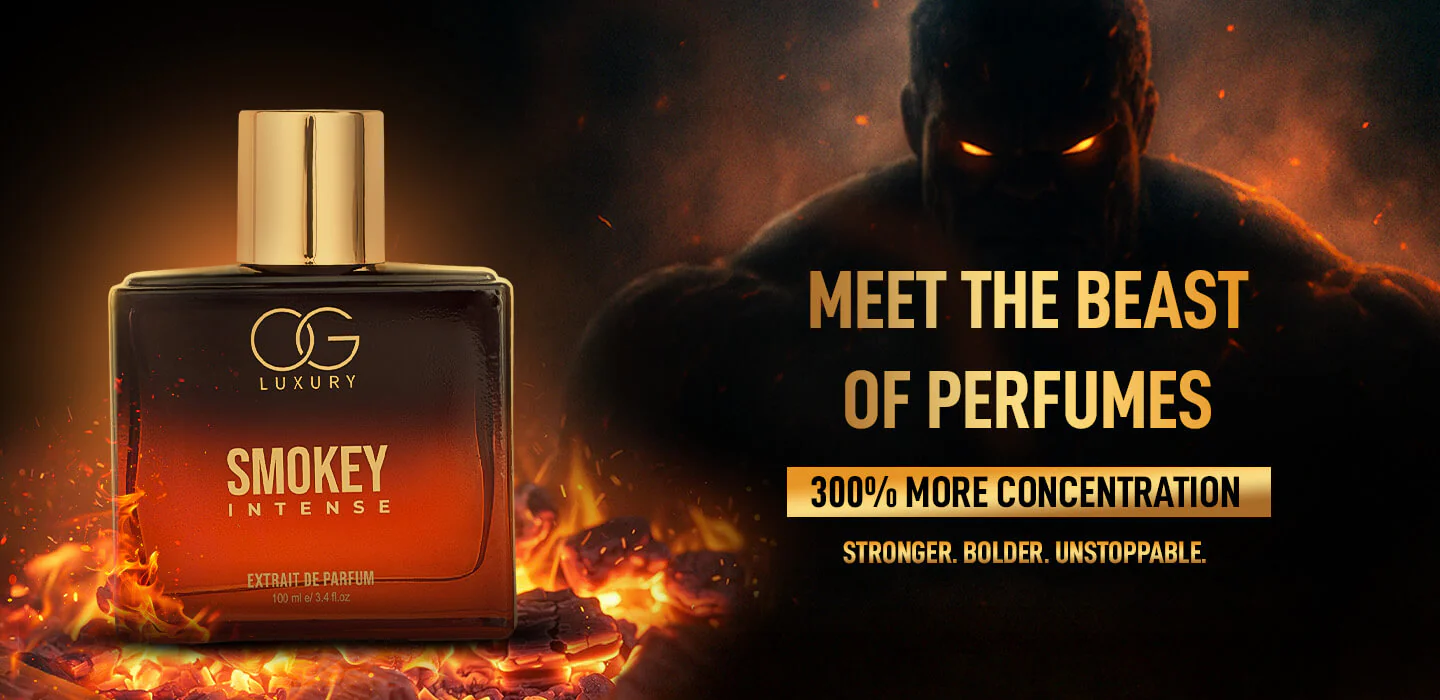 OG
LUXURY
SMOKEY
INTENSE
EXTRAIT DE PARFUM
100 ml e/ 3.4 fl.oz
MEET THE BEAST
OF PERFUMES
300% MORE CONCENTRATION
STRONGER. BOLDER. UNSTOPPABLE.